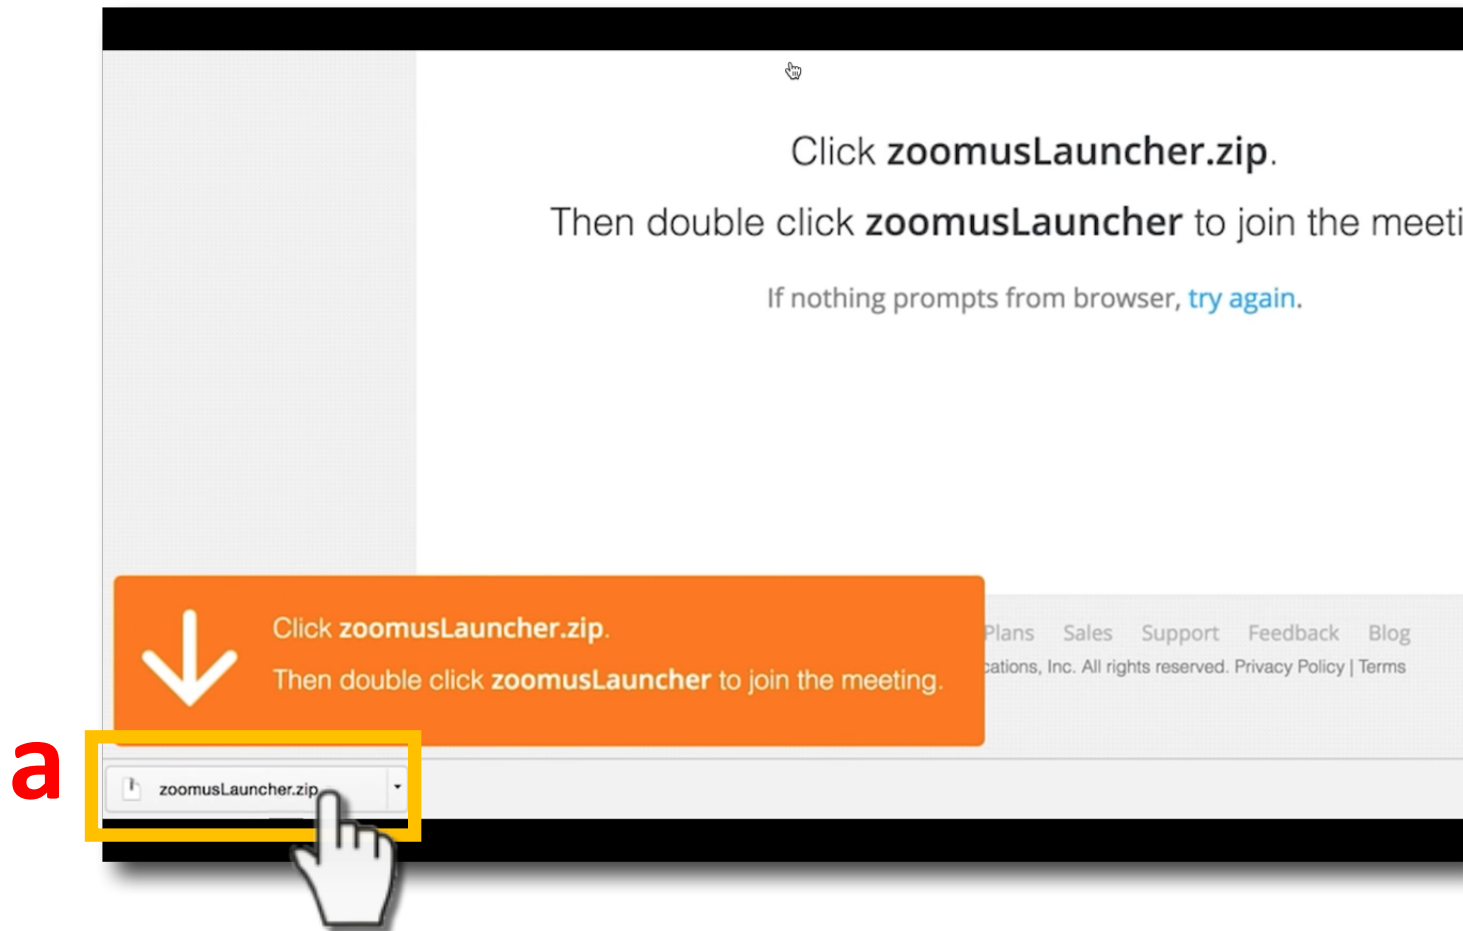 Click zoomusLauncher.zip.
Then double click zoomusLauncher to join the meeti
If nothing prompts from browser, try again.
Click zoomusLauncher.zip.
Then double click zoomusLauncher to join the meeting.
Plans Sales Support Feedback Blog
cations, Inc. All rights reserved. Privacy Policy | Terms
a
zoomusLauncher.zip